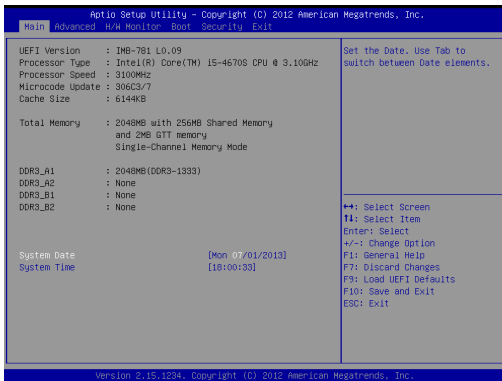 Aptio Setup Utility – Copyright (C) 2012 American Megatrends, Inc.
Main Advanced H/W Monitor Boot Security Exit
UEFI Version : IMB-781 L0.09
Processor Type : Intel(R) Core(TM) i5-4670S CPU @ 3.10GHz
Processor Speed : 3100MHz
Microcode Update : 306C3/7
Cache Size : 6144KB
Total Memory : 2048MB with 256MB Shared Memory
and 2MB GTT memory
Single-Channel Memory Mode
DDR3_A1 : 2048MB(DDR3-1333)
DDR3_A2 : None
DDR3_B1 : None
DDR3_B2 : None
System Date [Mon 07/01/2013]
System Time [18:00:33]
Set the Date. Use Tab to
switch between Date elements.
↔: Select Screen
↑↓: Select Item
Enter: Select
+/-: Change Option
F1: General Help
F7: Discard Changes
F9: Load UEFI Defaults
F10: Save and Exit
ESC: Exit
Version 2.15.1234. Copyright (C) 2012 American Megatrends, Inc.